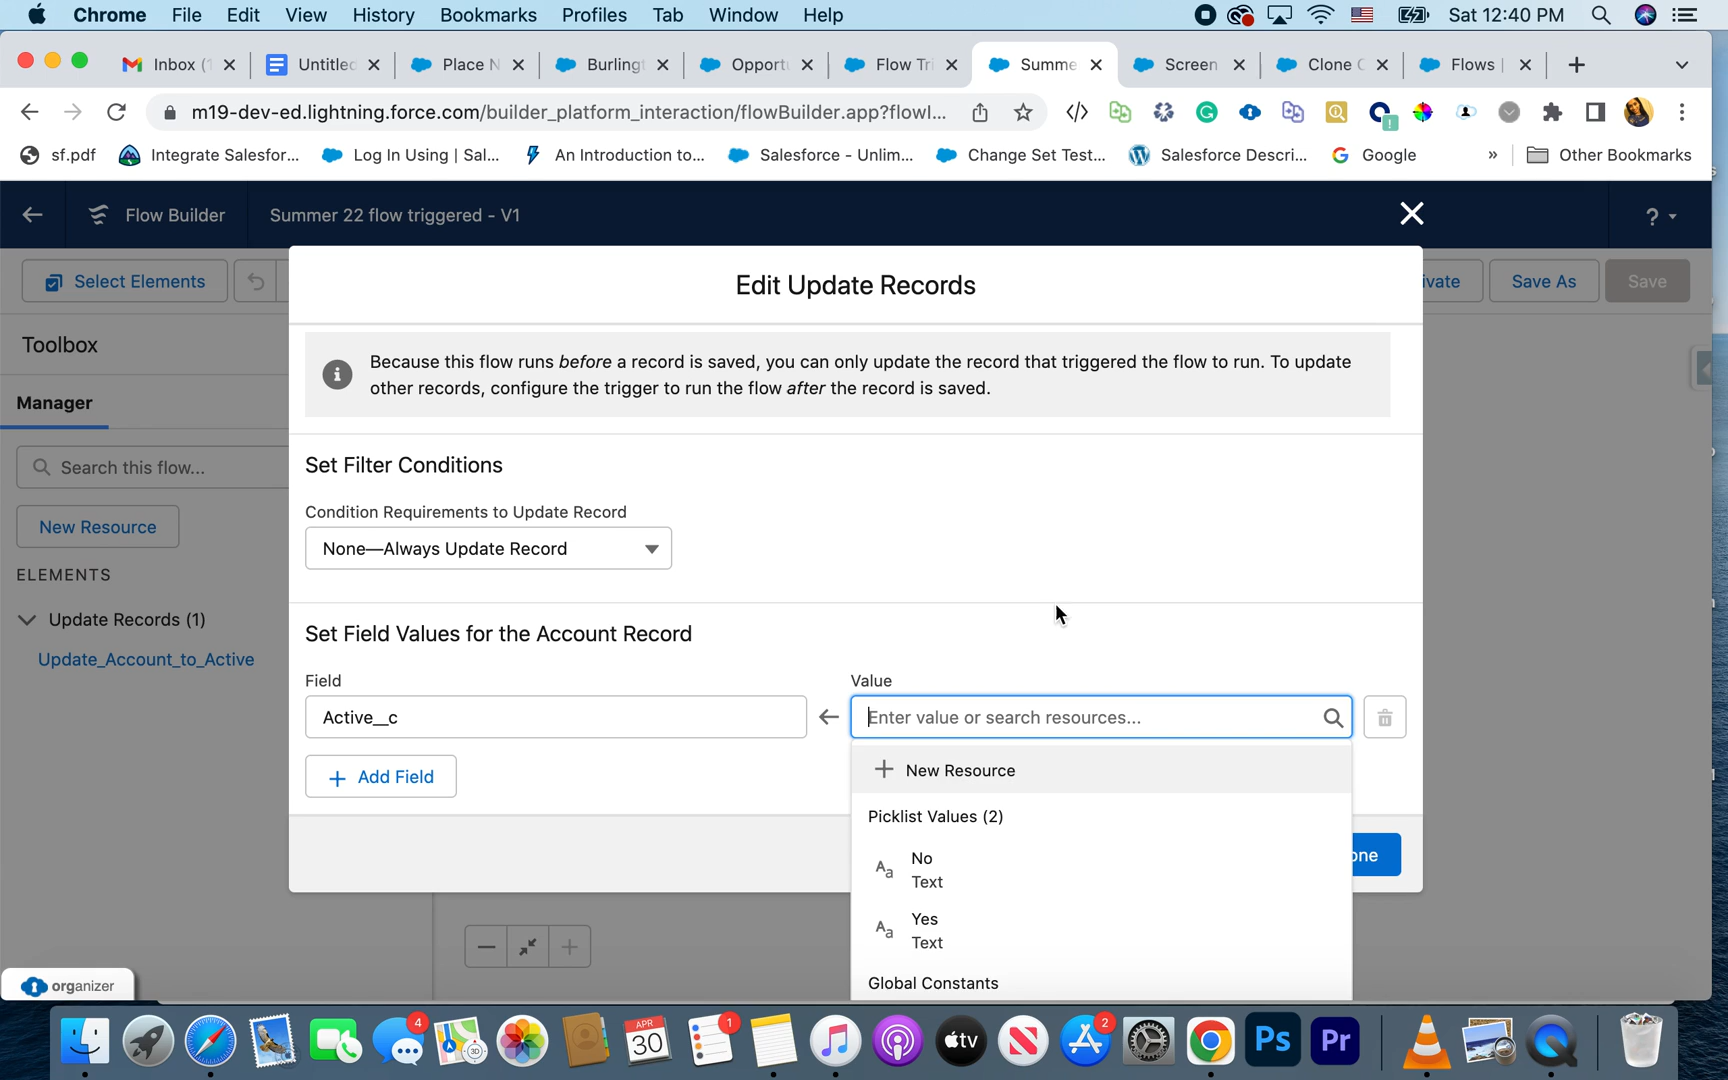 Chrome File Edit View History Bookmarks Profiles Tab Window Help Sat 12:40 PM
Inbox (1 Untitled Place N Burling Opport Flow Tri Summe Screen Clone C Flows |
m19-dev-ed.lightning.force.com/builder_platform_interaction/flowBuilder.app?flowI...
sf.pdf Integrate Salesfor... Log In Using | Sal... An Introduction to... Salesforce - Unlim... Change Set Test... Salesforce Descri... Google » Other Bookmarks
Flow Builder Summer 22 flow triggered - V1 ?
Select Elements vate Save As Save
Edit Update Records
Toolbox
Because this flow runs before a record is saved, you can only update the record that triggered the flow to run. To update
other records, configure the trigger to run the flow after the record is saved.
Manager
Search this flow...
Set Filter Conditions
Condition Requirements to Update Record
New Resource
None—Always Update Record
ELEMENTS
Update Records (1)
Set Field Values for the Account Record
Update_Account_to_Active
Field Value
Active__c Enter value or search resources...
Add Field
New Resource
Picklist Values (2)
No
Text
one
Yes
Text
Global Constants
organizer
4 3D APR 30 1 tv 2 Ps Pr